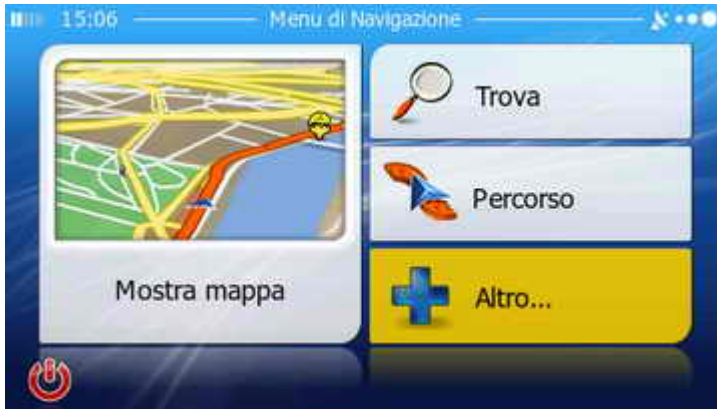 15:06
Menu di Navigazione
Trova
Percorso
Mostra mappa
Altro...